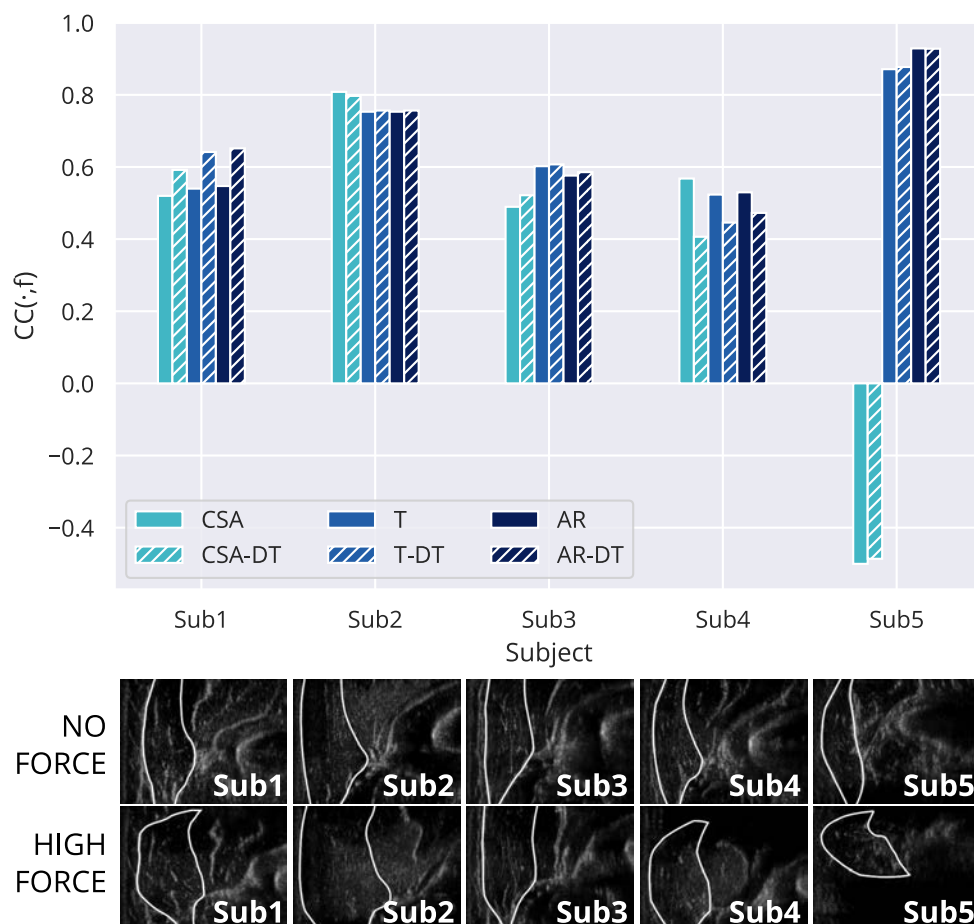 1.0
0.8
0.6
0.4
0.2
0.0
−0.2
−0.4
CC(·,f)
CSA T AR
CSA-DT T-DT AR-DT
Sub1 Sub2 Sub3 Sub4 Sub5
Subject
NO
FORCE
Sub1 Sub2 Sub3 Sub4 Sub5
HIGH
FORCE
Sub1 Sub2 Sub3 Sub4 Sub5